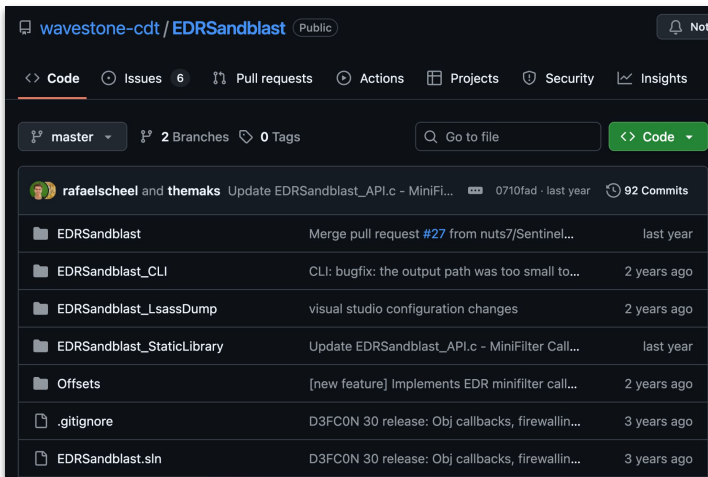 wavestone-cdt / EDRSandblast Public Not
Code Issues 6 Pull requests Actions Projects Security Insights
master 2 Branches 0 Tags Go to file Code
rafaelscheel and themaks Update EDRSandblast_API.c - MiniFi... 0710fad · last year 92 Commits
EDRSandblast Merge pull request #27 from nuts7/Sentinel... last year
EDRSandblast_CLI CLI: bugfix: the output path was too small to... 2 years ago
EDRSandblast_LsassDump visual studio configuration changes 2 years ago
EDRSandblast_StaticLibrary Update EDRSandblast_API.c - MiniFilter Call... last year
Offsets [new feature] Implements EDR minifilter call... 2 years ago
.gitignore D3FC0N 30 release: Obj callbacks, firewallin... 3 years ago
EDRSandblast.sln D3FC0N 30 release: Obj callbacks, firewallin... 3 years ago